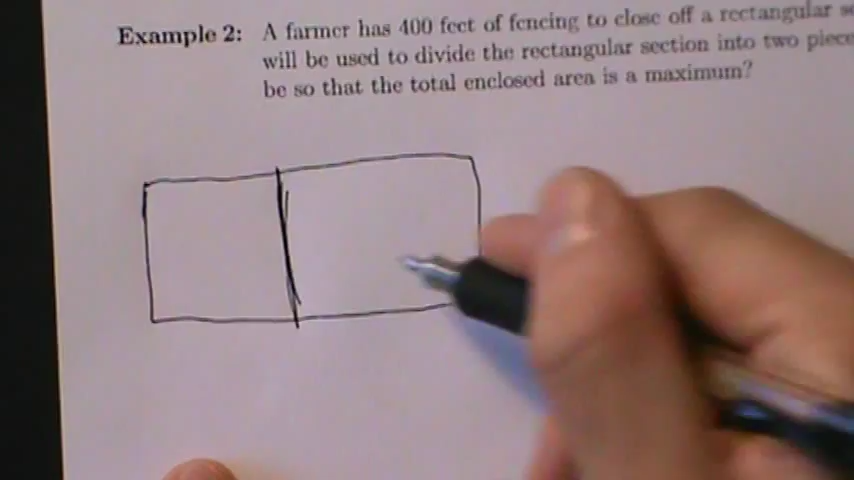 Example 2: A farmer has 400 feet of fencing to close off a rectangular
will be used to divide the rectangular section into two
be so that the total enclosed area is a maximum?